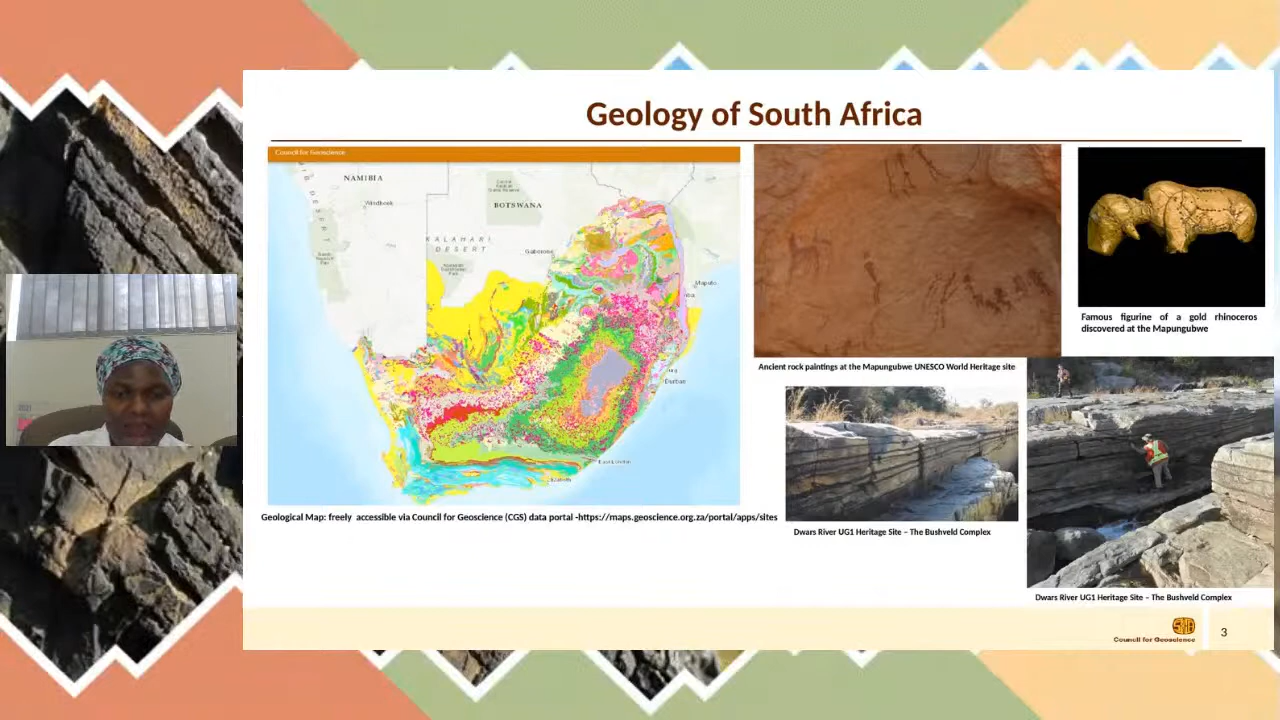 Geology of South Africa
Council for Geoscience
NAMIBIA
Windhoek
BOTSWANA
KALAHARI
DESERT
Gaborone
Maputo
Durban
East London
Famous figurine of a gold rhinoceros
discovered at the Mapungubwe
Ancient rock paintings at the Mapungubwe UNESCO World Heritage site
Geological Map: freely accessible via Council for Geoscience (CGS) data portal -https://maps.geoscience.org.za/portal/apps/sites
Dwars River UG1 Heritage Site – The Bushveld Complex
Dwars River UG1 Heritage Site – The Bushveld Complex
Council for Geoscience
3